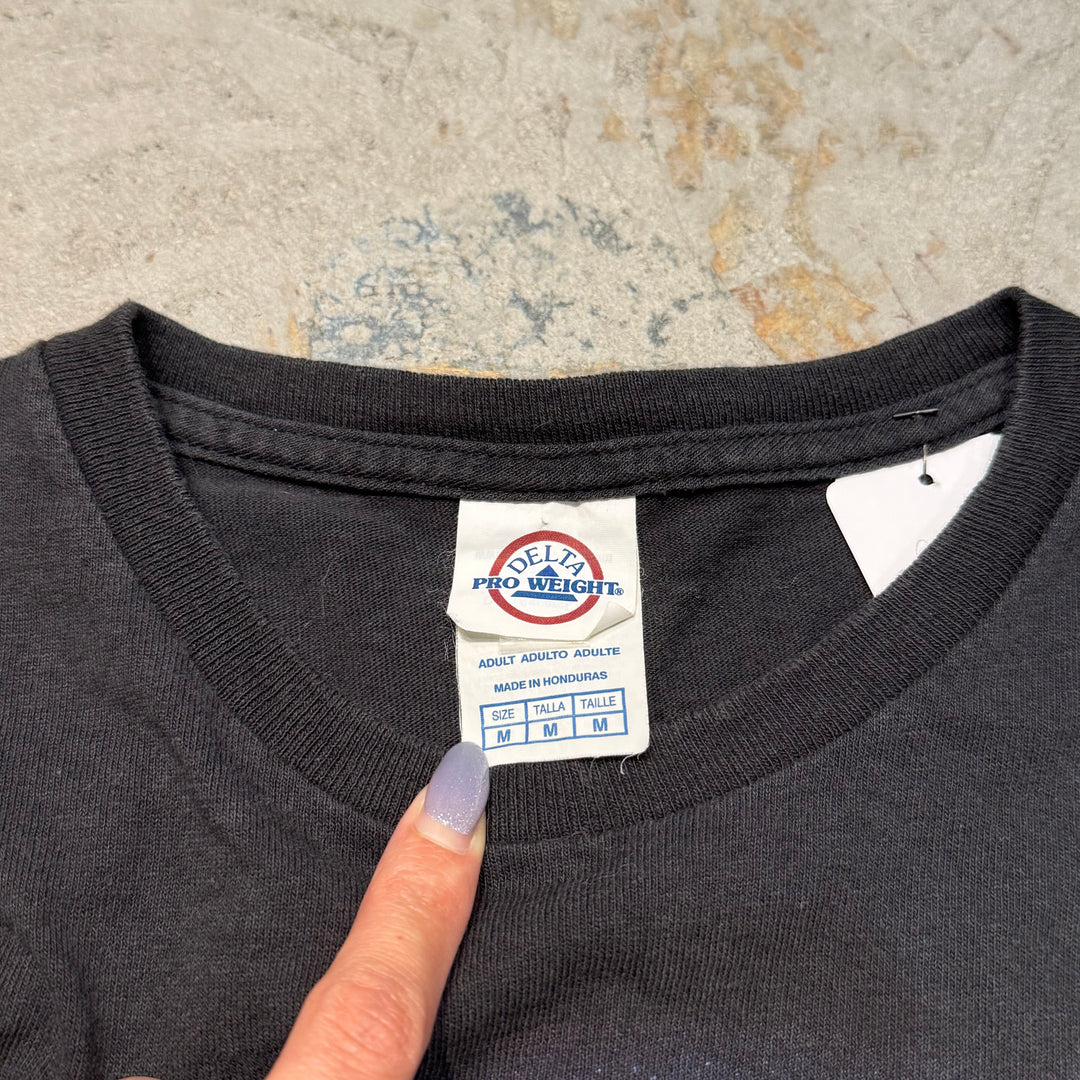 DELTA
PRO WEIGHT®
ADULT ADULTO ADULTE
MADE IN HONDURAS
SIZE TALLA TAILLE
M M M